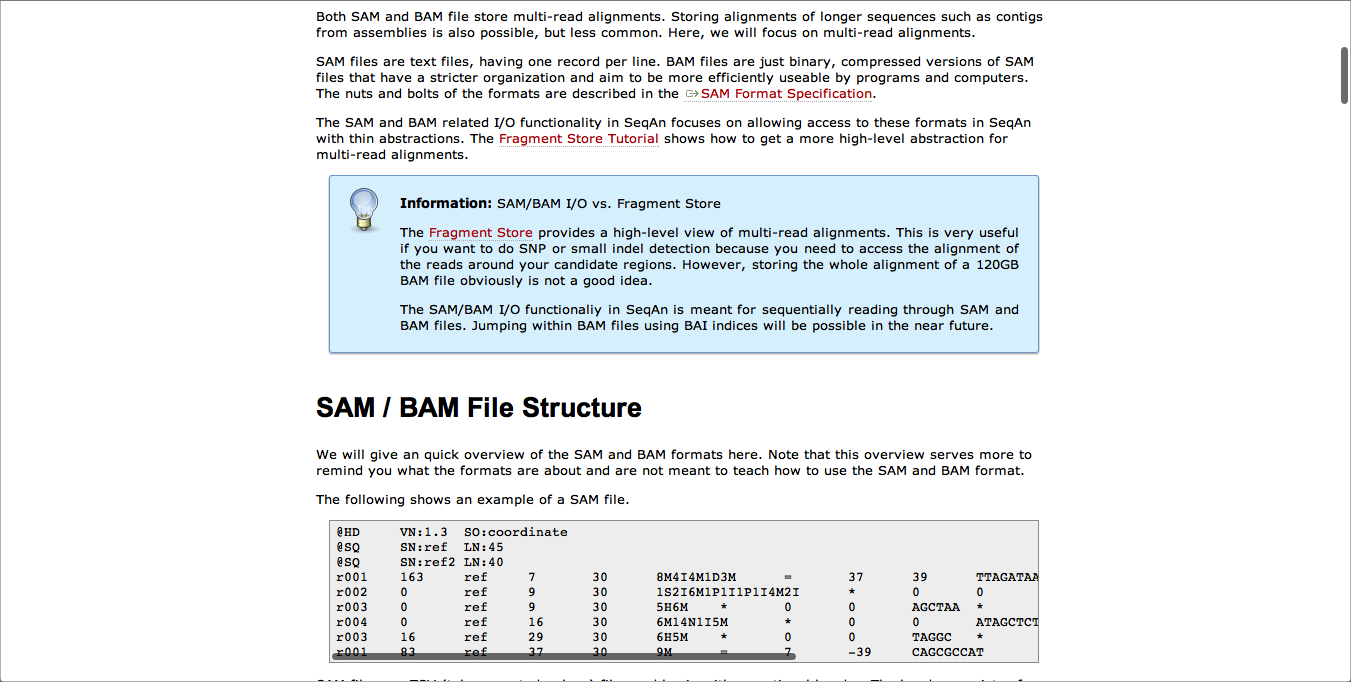 Both SAM and BAM file store multi-read alignments. Storing alignments of longer sequences such as contigs
from assemblies is also possible, but less common. Here, we will focus on multi-read alignments.
SAM files are text files, having one record per line. BAM files are just binary, compressed versions of SAM
files that have a stricter organization and aim to be more efficiently useable by programs and computers.
The nuts and bolts of the formats are described in the SAM Format Specification.
The SAM and BAM related I/O functionality in SeqAn focuses on allowing access to these formats in SeqAn
with thin abstractions. The Fragment Store Tutorial shows how to get a more high-level abstraction for
multi-read alignments.
Information: SAM/BAM I/O vs. Fragment Store
The Fragment Store provides a high-level view of multi-read alignments. This is very useful
if you want to do SNP or small indel detection because you need to access the alignment of
the reads around your candidate regions. However, storing the whole alignment of a 120GB
BAM file obviously is not a good idea.
The SAM/BAM I/O functionaliy in SeqAn is meant for sequentially reading through SAM and
BAM files. Jumping within BAM files using BAI indices will be possible in the near future.
SAM / BAM File Structure
We will give an quick overview of the SAM and BAM formats here. Note that this overview serves more to
remind you what the formats are about and are not meant to teach how to use the SAM and BAM format.
The following shows an example of a SAM file.
@HD VN:1.3 SO:coordinate
@SQ SN:ref LN:45
@SQ SN:ref2 LN:40
r001 163 ref 7 30 8M4I4M1D3M = 37 39 TTAGATAA
r002 0 ref 9 30 1S2I6M1P1I1P1I4M2I * 0 0
r003 0 ref 9 30 5H6M * 0 0 AGCTAA *
r004 0 ref 16 30 6M14N1I5M * 0 0 ATAGCTCT
r003 16 ref 29 30 6H5M * 0 0 TAGGC *
r001 83 ref 37 30 9M = 7 -39 CAGCGCCAT